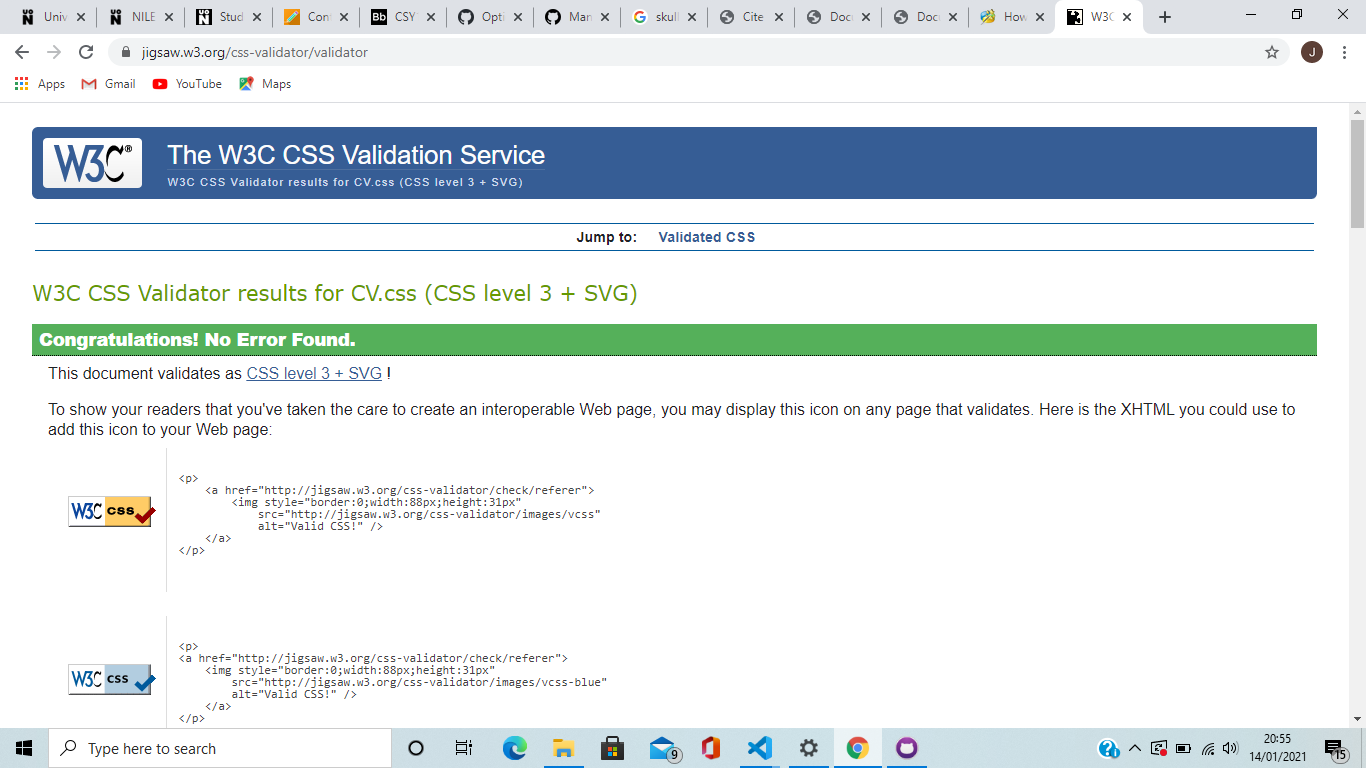 Univ
NILE
Stud
Cont
Bb CSY
Opti
Man
G skull
Cite
Docu
Docu
How
W3C
jigsaw.w3.org/css-validator/validator
J
Apps Gmail YouTube Maps
W3C® The W3C CSS Validation Service
W3C CSS Validator results for CV.css (CSS level 3 + SVG)
Jump to: Validated CSS
W3C CSS Validator results for CV.css (CSS level 3 + SVG)
Congratulations! No Error Found.
This document validates as CSS level 3 + SVG !
To show your readers that you've taken the care to create an interoperable Web page, you may display this icon on any page that validates. Here is the XHTML you could use to
add this icon to your Web page:
W3C css
<p>
<a href="http://jigsaw.w3.org/css-validator/check/referer">
<img style="border:0;width:88px;height:31px"
src="http://jigsaw.w3.org/css-validator/images/vcss"
alt="Valid CSS!" />
</a>
</p>
W3C css
<p>
<a href="http://jigsaw.w3.org/css-validator/check/referer">
<img style="border:0;width:88px;height:31px"
src="http://jigsaw.w3.org/css-validator/images/vcss-blue"
alt="Valid CSS!" />
</a>
</p>
Type here to search
9
20:55
14/01/2021
15